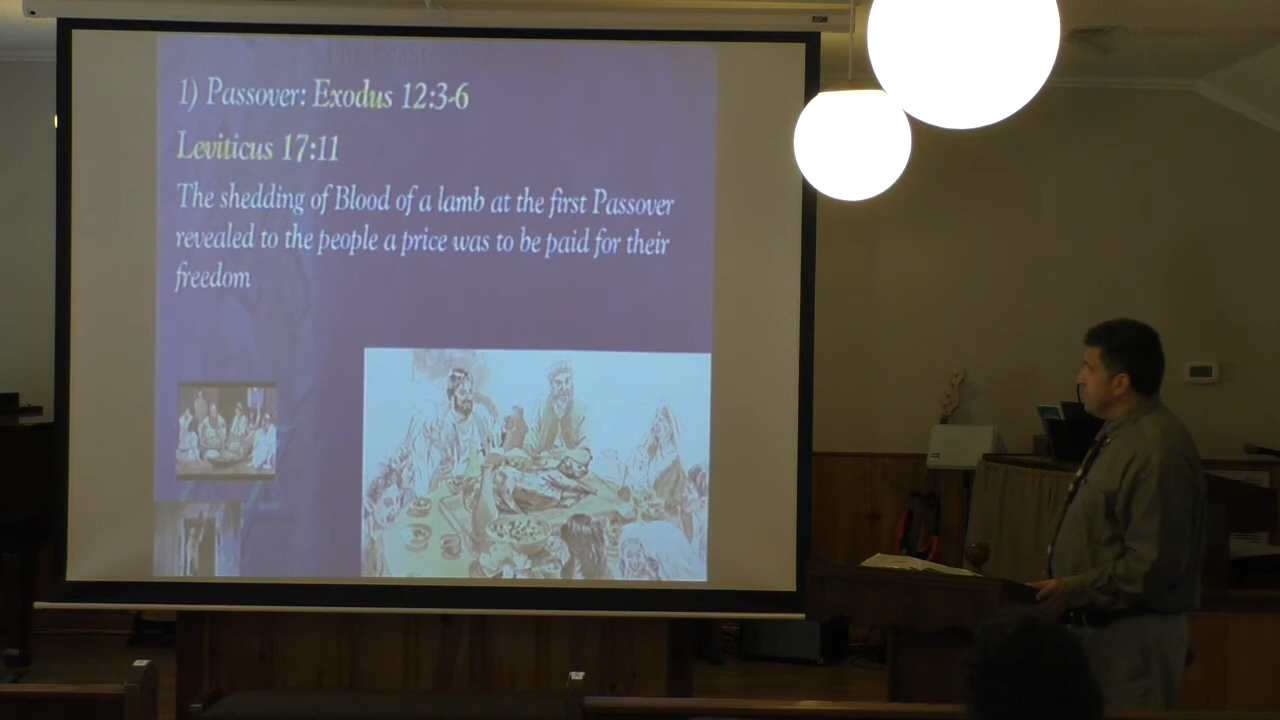 1) Passover: Exodus 12:3-6
Leviticus 17:11
The shedding of Blood of a lamb at the first Passover
revealed to the people a price was to be paid for their
freedom